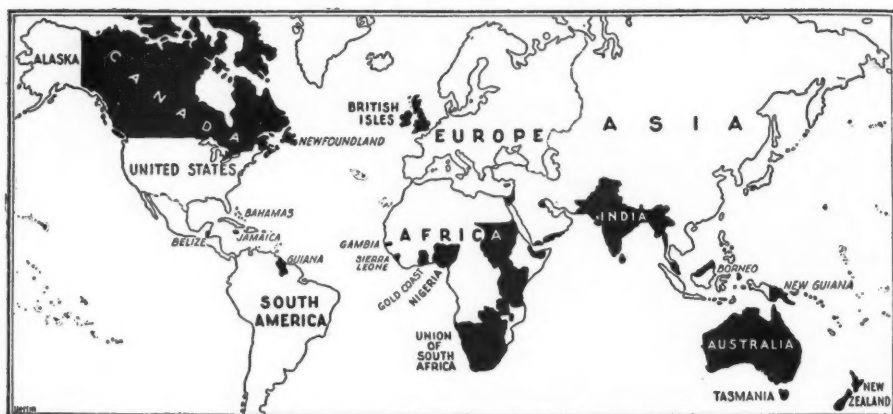 ALASKA
CANADA
BRITISH
ISLES
NEWFOUNDLAND
EUROPE
ASIA
UNITED STATES
BAHAMAS
BELIZE
JAMAICA
GUIANA
SOUTH
AMERICA
AFRICA
GAMBIA
SIERRA
LEONE
GOLD COAST
NIGERIA
UNION OF
SOUTH
AFRICA
INDIA
BORNEO
NEW GUIANA
AUSTRALIA
TASMANIA
NEW
ZEALAND